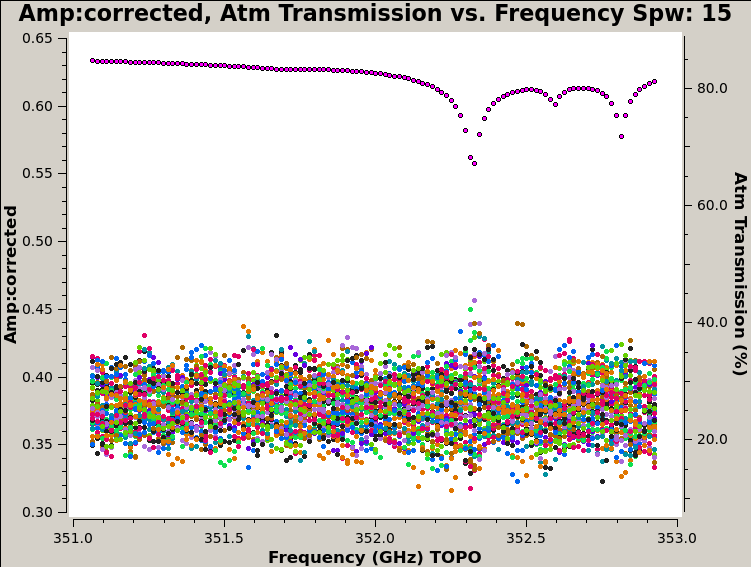 Amp:corrected, Atm Transmission vs. Frequency Spw: 15
0.65
0.60
0.55
0.50
0.45
0.40
0.35
0.30
Amp:corrected
80.0
60.0
40.0
20.0
Atm Transmission (%)
351.0 351.5 352.0 352.5 353.0
Frequency (GHz) TOPO